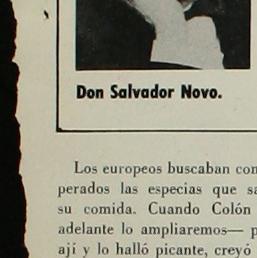 Don Salvador Novo.
Los europeos buscaban con
perados las especias que
su comida. Cuando Colón
adelante lo ampliaremos—
ají y lo halló picante, creyó